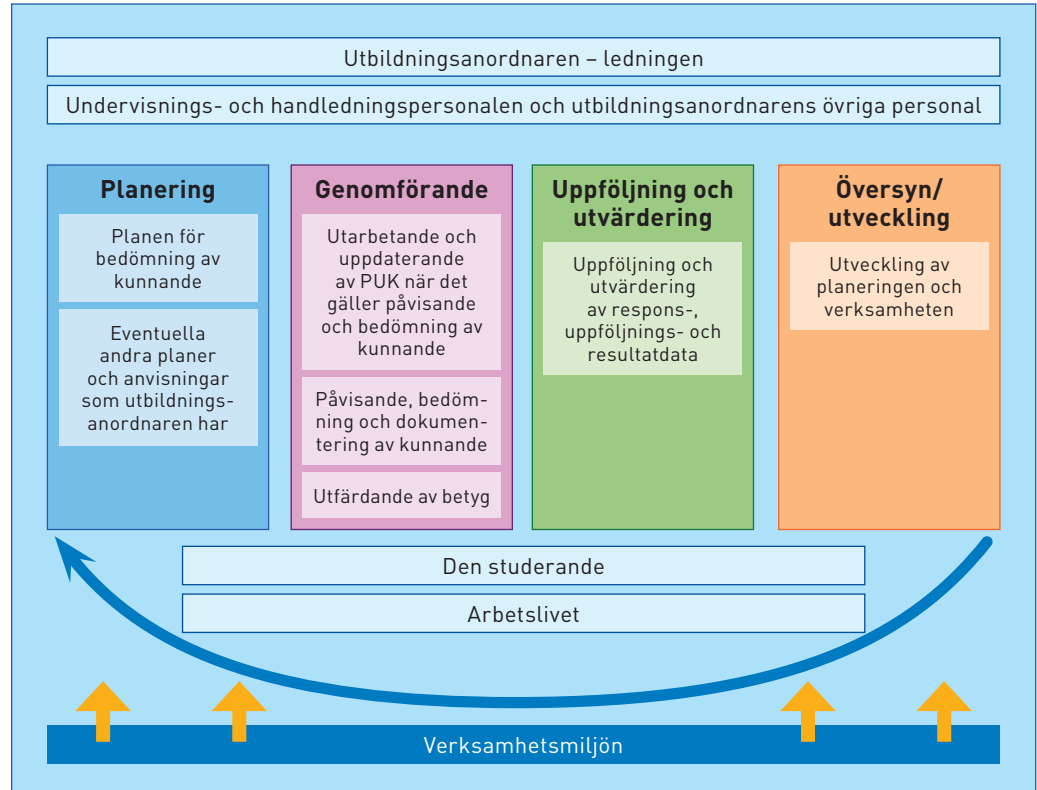 Utbildningsanordnaren – ledningen
Undervisnings- och handledningspersonalen och utbildningsanordnarens övriga personal
Planering
Planen för
bedömning av
kunnande
Eventuella
andra planer
och anvisningar
som utbildnings-
anordnaren har
Genomförande
Utarbetande och
uppdaterande
av PUK när det
gäller påvisande
och bedömning av
kunnande
Påvisande, bedöm-
ning och dokumen-
tering av kunnande
Utfärdande av betyg
Uppföljning och
utvärdering
Uppföljning och
utvärdering
av respons-,
uppföljnings- och
resultatdata
Översyn/
utveckling
Utveckling av
planeringen och
verksamheten
Den studerande
Arbetslivet
Verksamhetsmiljön